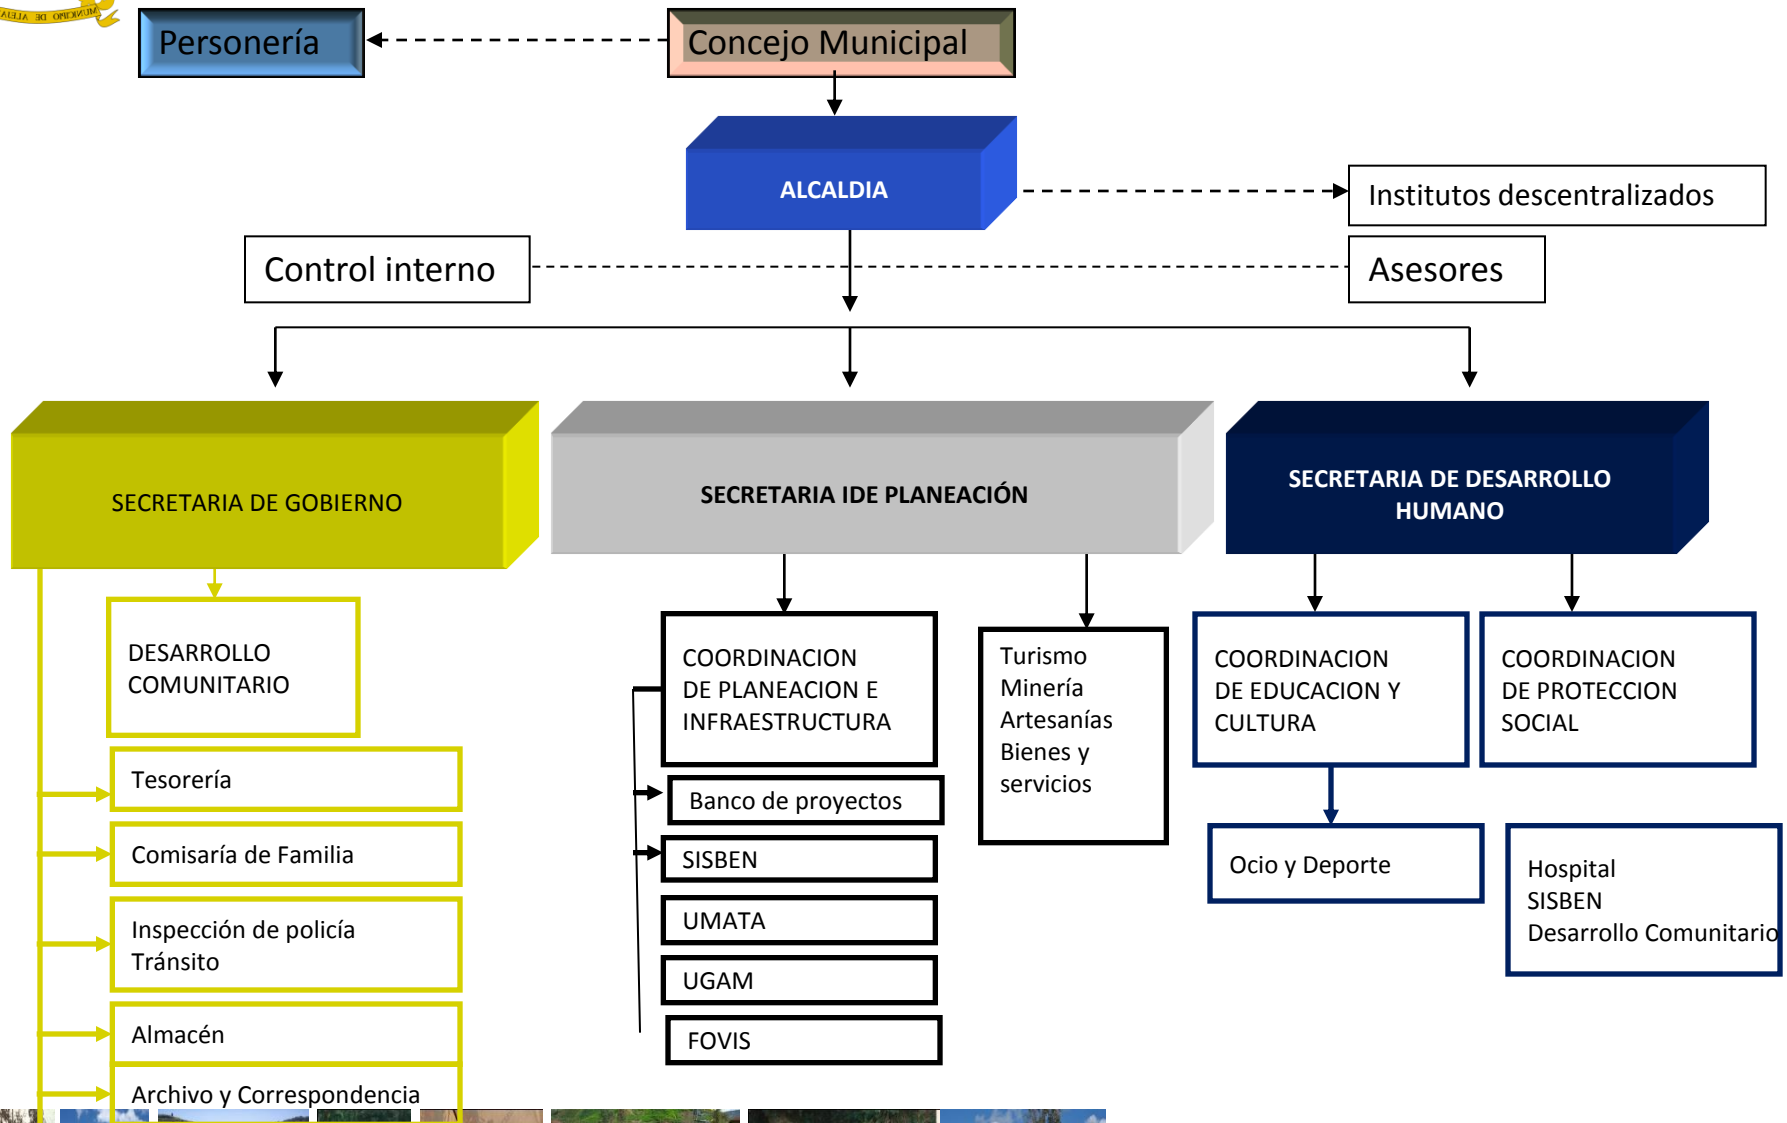 Personería
Concejo Municipal
ALCALDIA
Institutos descentralizados
Control interno
Asesores
SECRETARIA DE GOBIERNO
SECRETARIA IDE PLANEACIÓN
SECRETARIA DE DESARROLLO
HUMANO
DESARROLLO
COMUNITARIO
Tesorería
Comisaría de Familia
Inspección de policía
Tránsito
Almacén
Archivo y Correspondencia
COORDINACION
DE PLANEACION E
INFRAESTRUCTURA
Banco de proyectos
SISBEN
UMATA
UGAM
FOVIS
Turismo
Minería
Artesanías
Bienes y
servicios
COORDINACION
DE EDUCACION Y
CULTURA
Ocio y Deporte
COORDINACION
DE PROTECCION
SOCIAL
Hospital
SISBEN
Desarrollo Comunitario